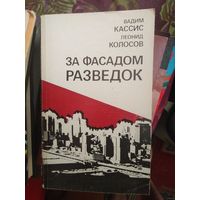 ВАДИМ
КАССИС
ЛЕОНИД
КОЛОСОВ
ЗА ФАСАДОМ
РАЗВЕДОК